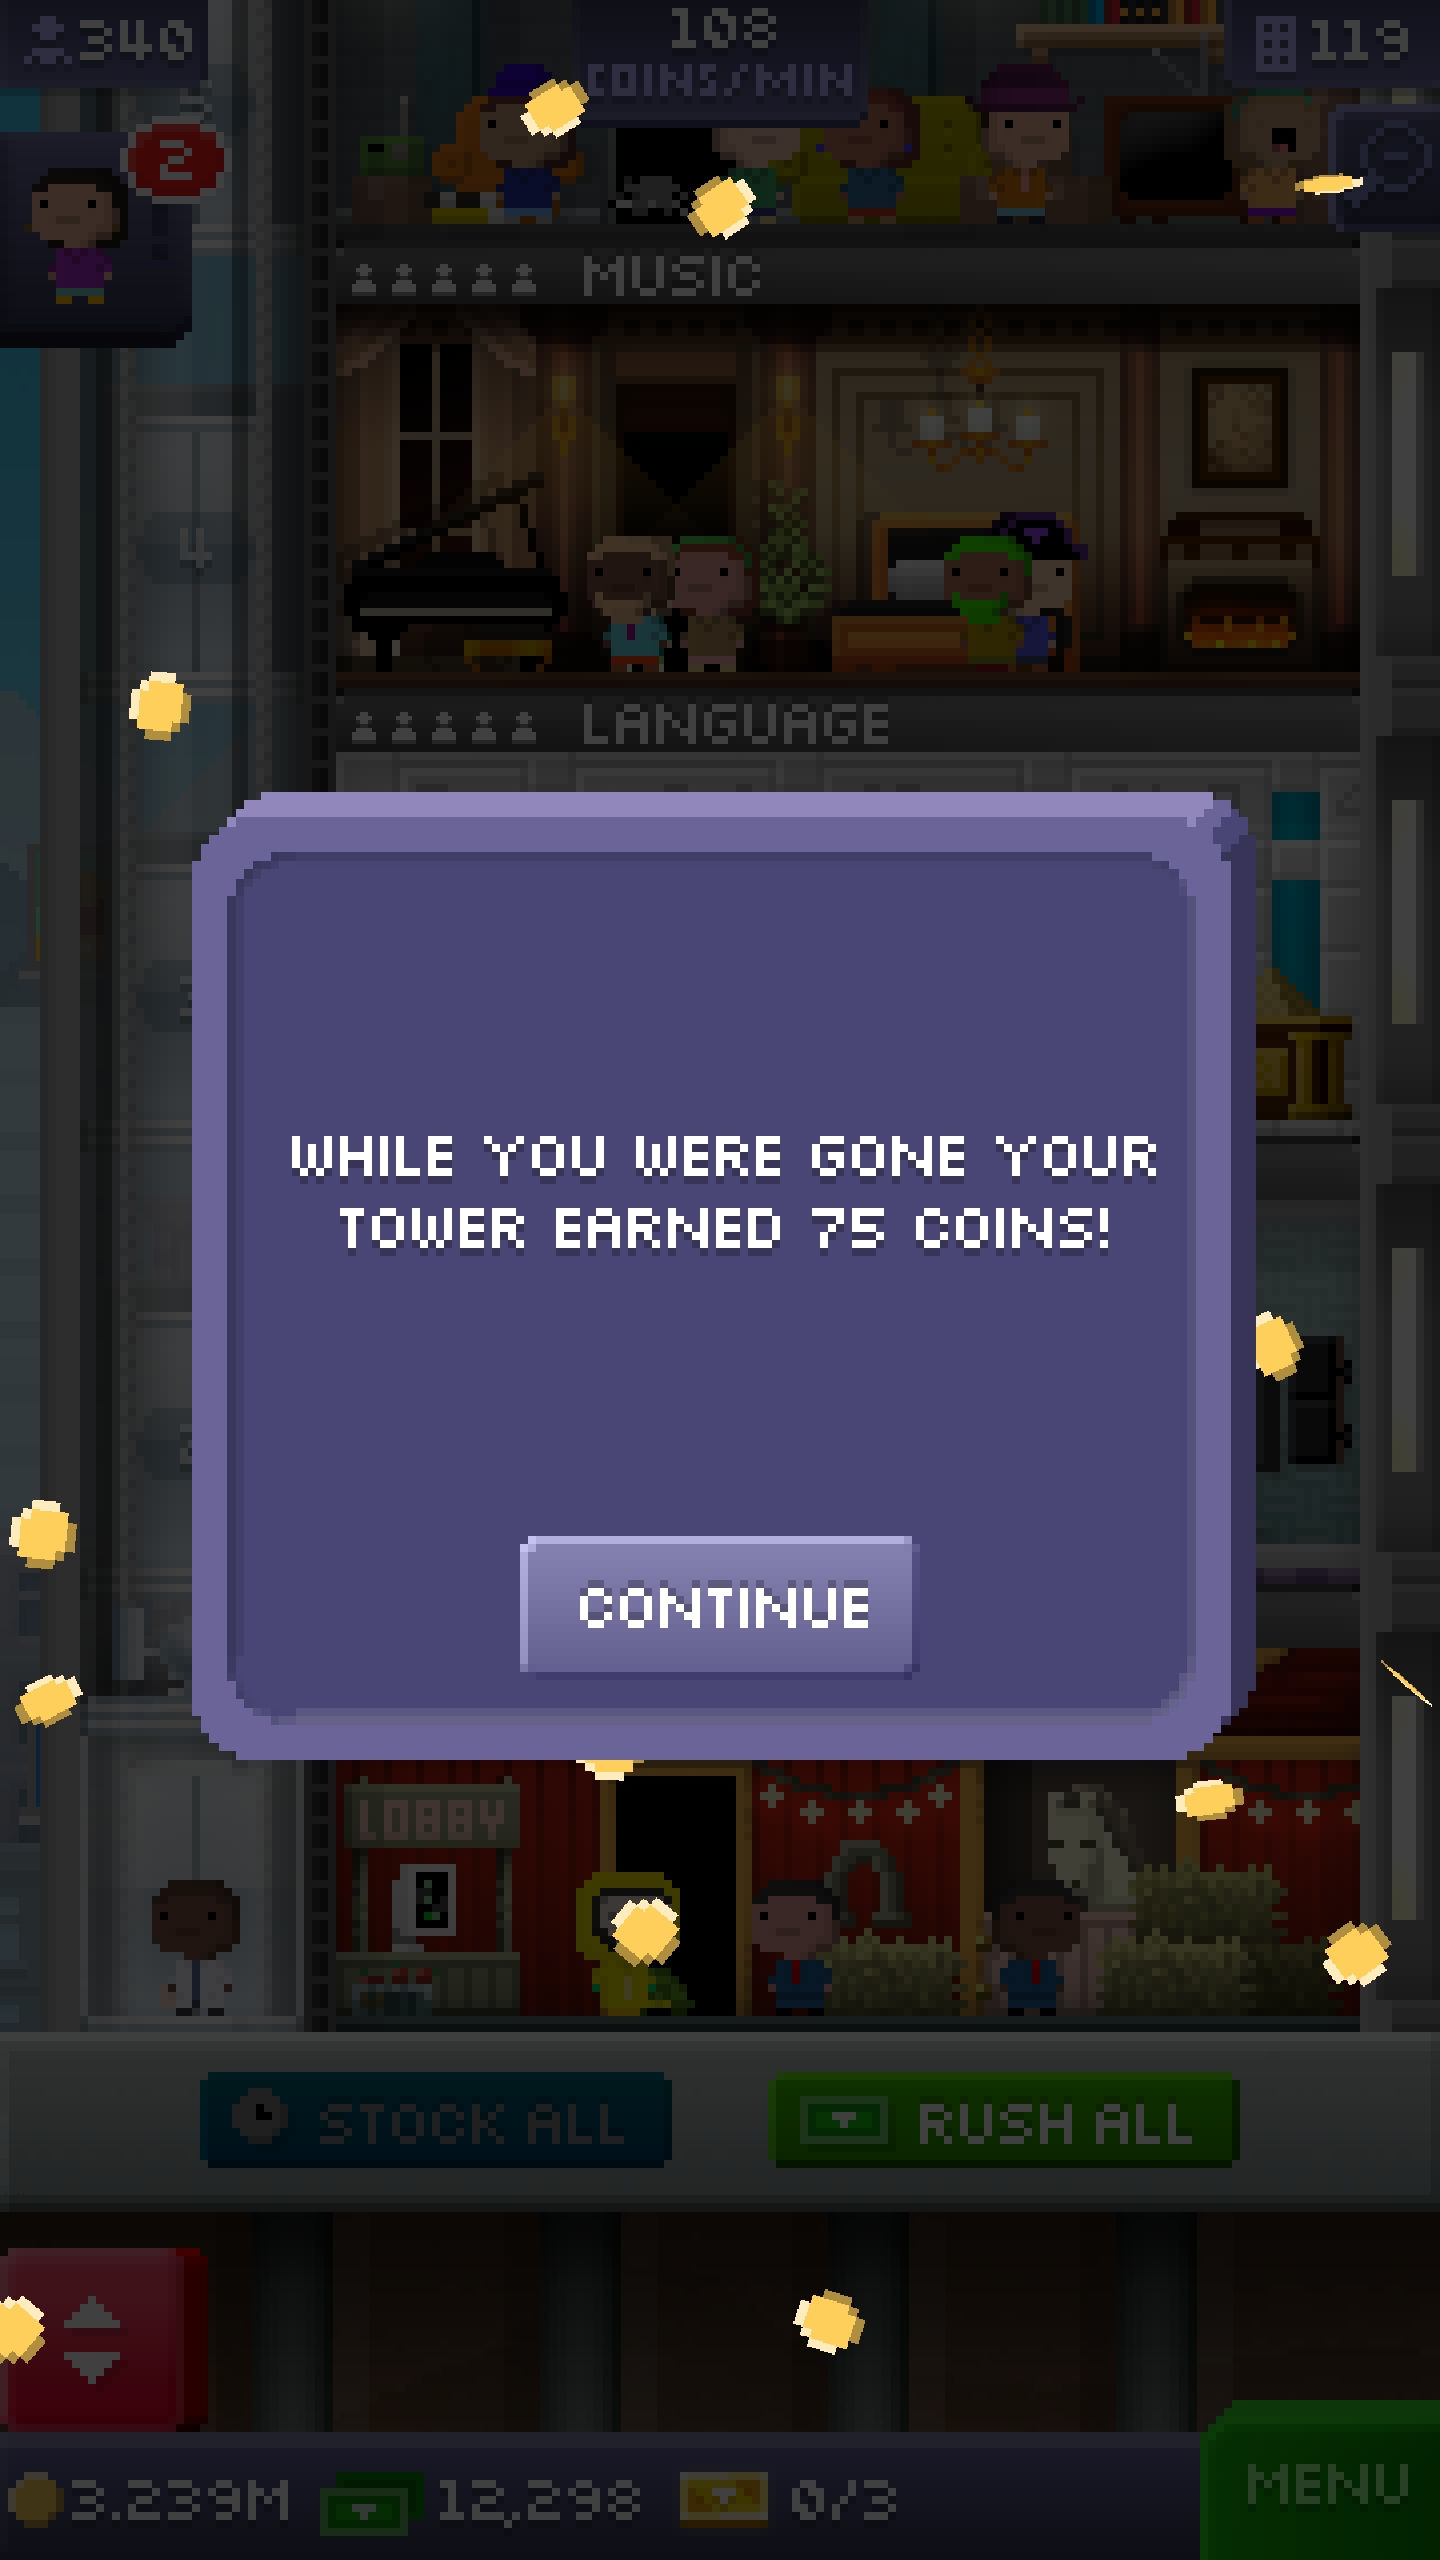 340
108
COINS/MIN
119
2
MUSIC
4
LANGUAGE
WHILE YOU WERE GONE YOUR
TOWER EARNED 75 COINS!
CONTINUE
LOBBY
STOCK ALL
RUSH ALL
3.239M
12,298
0/3
MENU